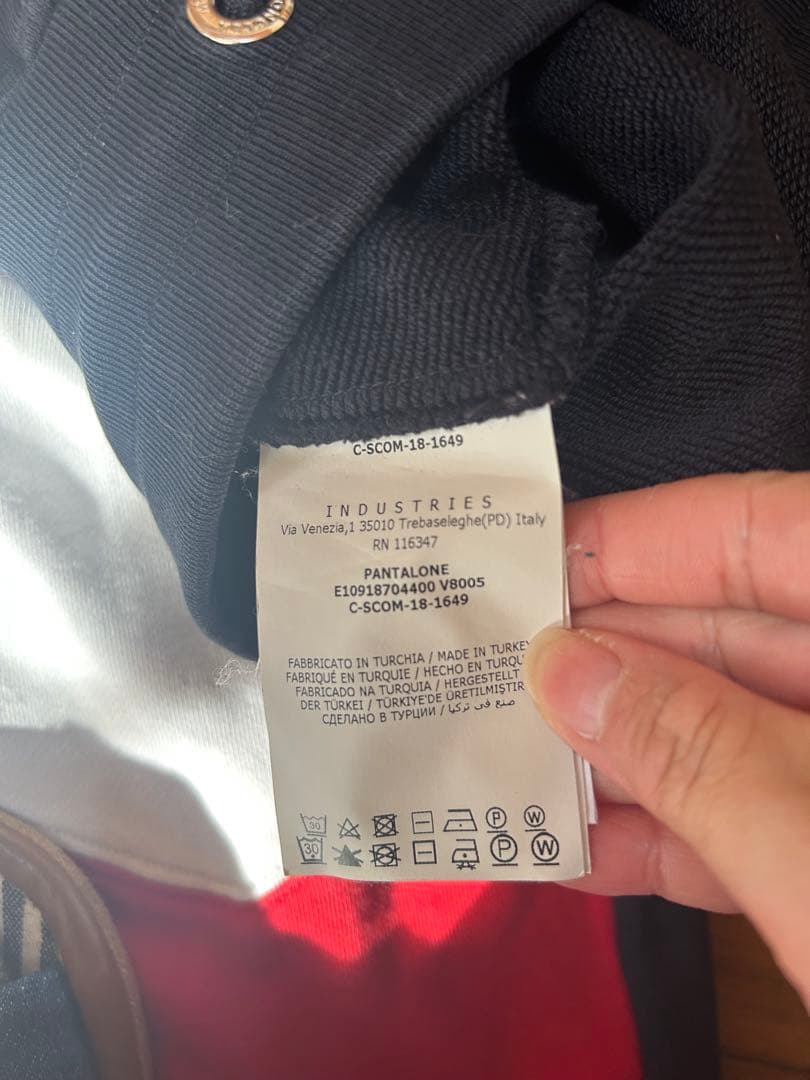 C-SCOM-18-1649
INDUSTRIES
Via Venezia,1 35010 Trebaseleghe(PD) Italy
RN 116347
PANTALONE
E10918704400 V8005
C-SCOM-18-1649
FABBRICATO IN TURCHIA / MADE IN TURKEY
FABRIQUÉ EN TURQUIE / HECHO EN
FABRICADO NA TURQUIA / HERGESTELLT
DER TÜRKEI / TÜRKIYE'DE ÜRETILMIŞTIR
СДЕЛАНО В ТУРЦИИ / صنع في تركيا
30 P W
30 P W